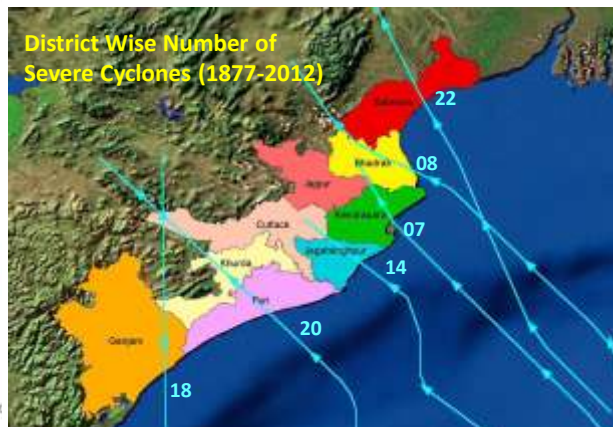 District Wise Number of
Severe Cyclones (1877-2012)
Balasore
22
Bhadrak
08
Jajpur
Kendrapara
07
Cuttack
Jagatsinghpur
14
Khurda
Puri
20
Ganjam
18